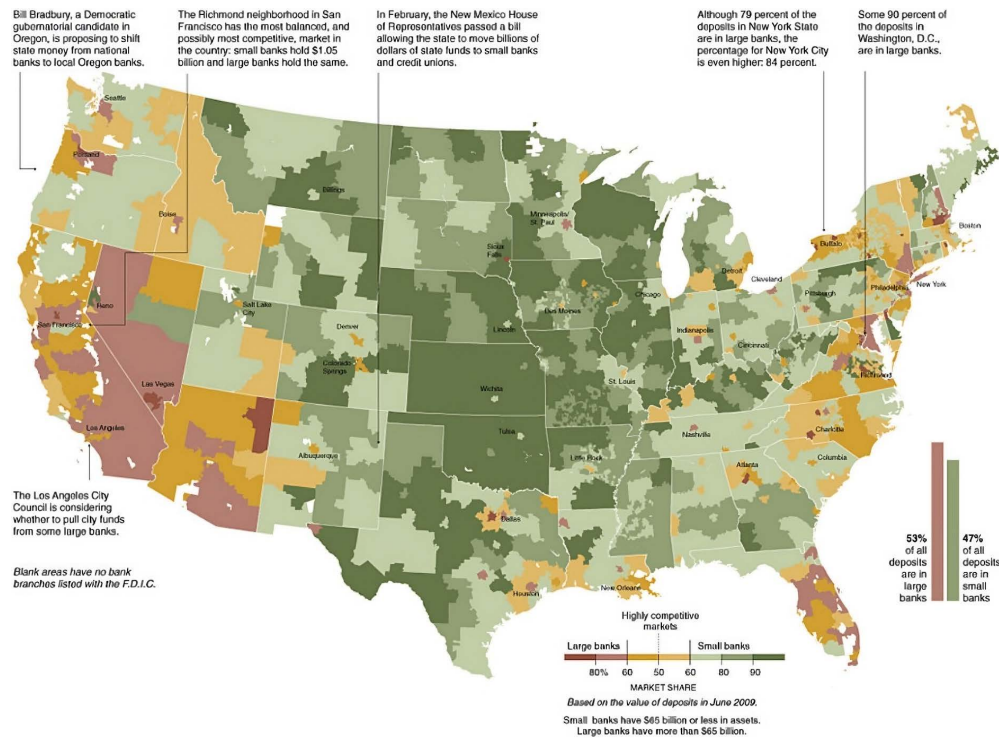 Bill Bradbury, a Democratic
gubernatorial candidate in
Oregon, is proposing to shift
state money from national
banks to local Oregon banks.
The Richmond neighborhood in San
Francisco has the most balanced, and
possibly most competitive, market in
the country: small banks hold $1.05
billion and large banks hold the same.
In February, the New Mexico House
of Representatives passed a bill
allowing the state to move billions of
dollars of state funds to small banks
and credit unions.
Although 79 percent of the
deposits in New York State
are in large banks, the
percentage for New York City
is even higher: 84 percent.
Some 90 percent of
the deposits in
Washington, D.C.,
are in large banks.
Seattle
Portland
Boise
Billings
Minneapolis/
St. Paul
Sioux
Falls
Buffalo
Boston
Detroit
Cleveland
New York
Philadelphia
Pittsburgh
Chicago
Des Moines
Reno
Salt Lake
City
San Francisco
Lincoln
Denver
Indianapolis
Cincinnati
Colorado
Springs
Richmond
St. Louis
Las Vegas
Wichita
Los Angeles
Tulsa
Nashville
Charlotte
Albuquerque
Little Rock
Columbia
Atlanta
Dallas
Houston
New Orleans
The Los Angeles City
Council is considering
whether to pull city funds
from some large banks.
Blank areas have no bank
branches listed with the F.D.I.C.
53%
of all
deposits
are in
large
banks
47%
of all
deposits
are in
small
banks
Highly competitive
markets
Large banks
Small banks
80% 60 50 60 80 90
MARKET SHARE
Based on the value of deposits in June 2009.
Small banks have $65 billion or less in assets.
Large banks have more than $65 billion.